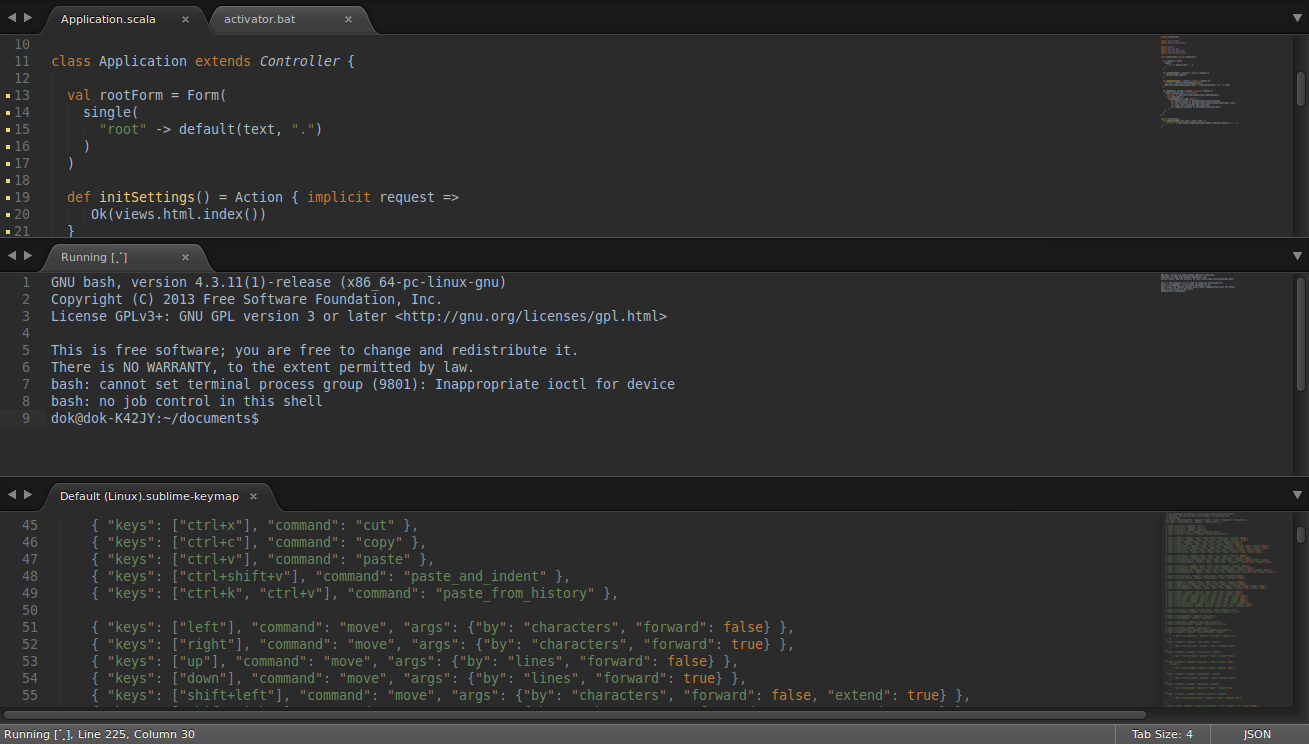 Application.scala × activator.bat ×
10
11 class Application extends Controller {
12
13 val rootForm = Form(
14 single(
15 "root" -> default(text, ".")
16 )
17 )
18
19 def initSettings() = Action { implicit request =>
20 Ok(views.html.index())
21 }
Running [⡁] ×
1 GNU bash, version 4.3.11(1)-release (x86_64-pc-linux-gnu)
2 Copyright (C) 2013 Free Software Foundation, Inc.
3 License GPLv3+: GNU GPL version 3 or later <http://gnu.org/licenses/gpl.html>
4
5 This is free software; you are free to change and redistribute it.
6 There is NO WARRANTY, to the extent permitted by law.
7 bash: cannot set terminal process group (9801): Inappropriate ioctl for device
8 bash: no job control in this shell
9 dok@dok-K42JY:~/documents$
Default (Linux).sublime-keymap ×
45 { "keys": ["ctrl+x"], "command": "cut" },
46 { "keys": ["ctrl+c"], "command": "copy" },
47 { "keys": ["ctrl+v"], "command": "paste" },
48 { "keys": ["ctrl+shift+v"], "command": "paste_and_indent" },
49 { "keys": ["ctrl+k", "ctrl+v"], "command": "paste_from_history" },
50
51 { "keys": ["left"], "command": "move", "args": {"by": "characters", "forward": false} },
52 { "keys": ["right"], "command": "move", "args": {"by": "characters", "forward": true} },
53 { "keys": ["up"], "command": "move", "args": {"by": "lines", "forward": false} },
54 { "keys": ["down"], "command": "move", "args": {"by": "lines", "forward": true} },
55 { "keys": ["shift+left"], "command": "move", "args": {"by": "characters", "forward": false, "extend": true} },
Running [⢁], Line 225, Column 30 Tab Size: 4 JSON